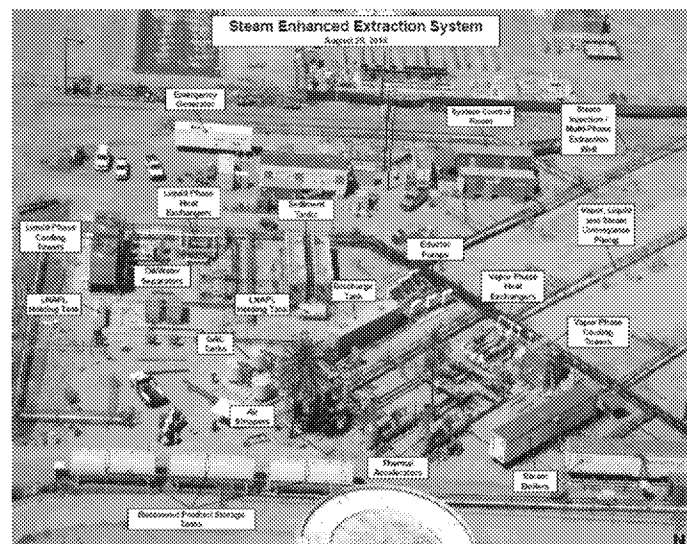 Steam Enhanced Extraction System
Emergency
Generator
System Control
Room
Steam
Injection /
Multi-Phase
Extraction
Well
Liquid Phase
Heat
Exchangers
Sediment
Tanks
Vapor, Liquid
and Steam
Conveyance
Piping
Liquid Phase
Cooling
Towers
Oil/Water
Separators
Eductor
Pumps
Vapor Phase
Heat
Exchangers
LNAPL
Holding Tank
LNAPL
Holding Tank
Discharge
Tank
Vapor Phase
Cooling
Towers
GAC
Tanks
Air
Strippers
Thermal
Accelerators
Steam
Boilers
Recovered Product Storage
Tanks
N